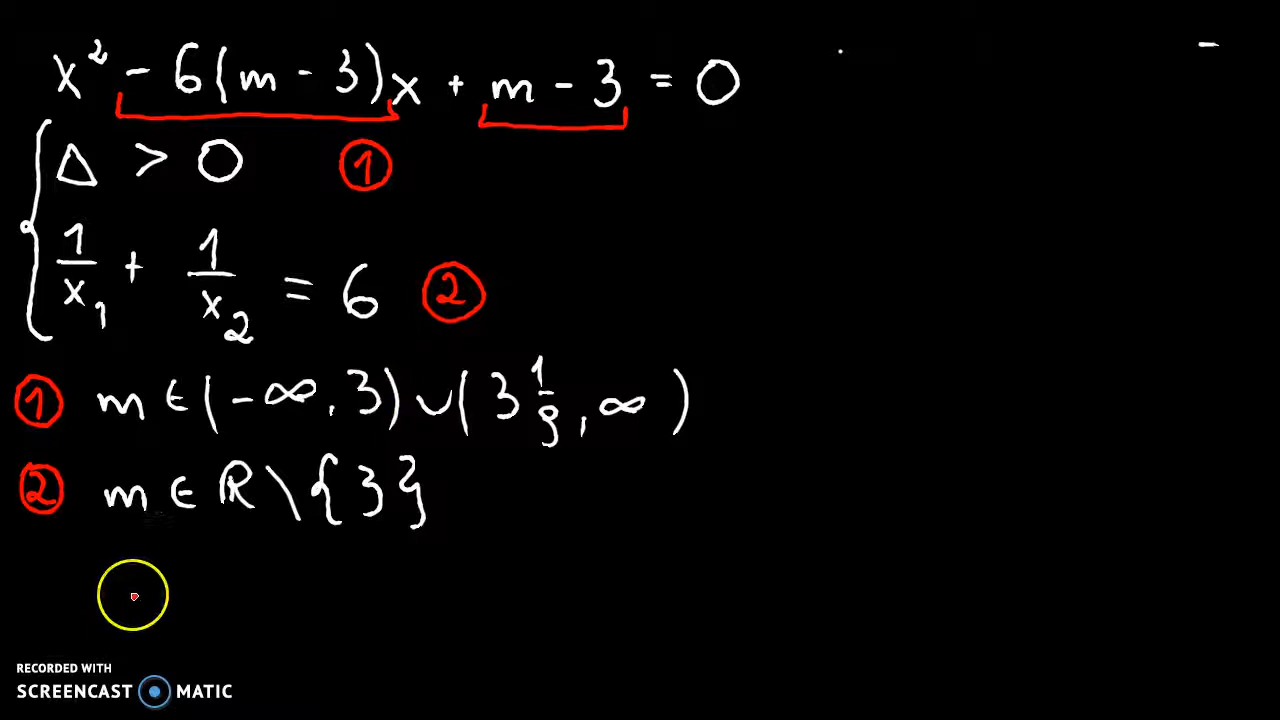 x² - 6(m - 3)x + m - 3 = 0
Δ > 0 ①
1/x₁ + 1/x₂ = 6 ②
① m ∈ (-∞, 3) ∪ (3 1/9, ∞)
② m ∈ ℝ \ {3}
RECORDED WITH
SCREENCAST MATIC